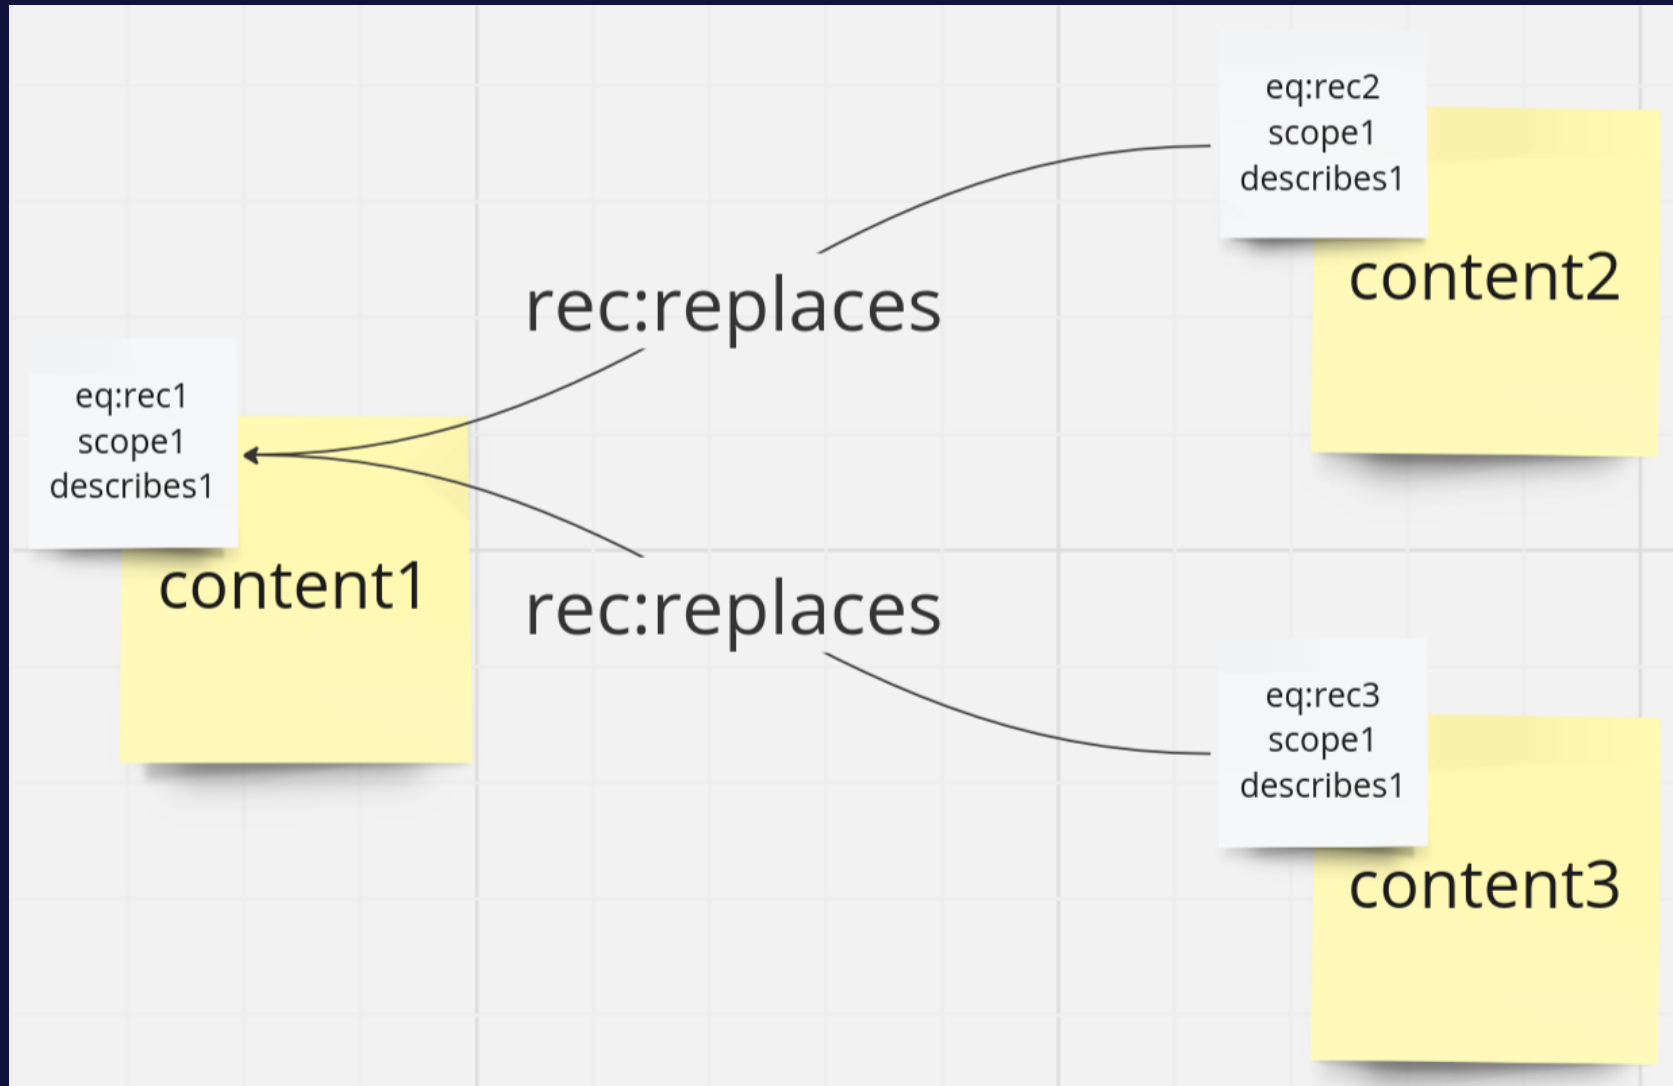 eq:rec2
scope1
describes1
content2
rec:replaces
eq:rec1
scope1
describes1
content1
rec:replaces
eq:rec3
scope1
describes1
content3